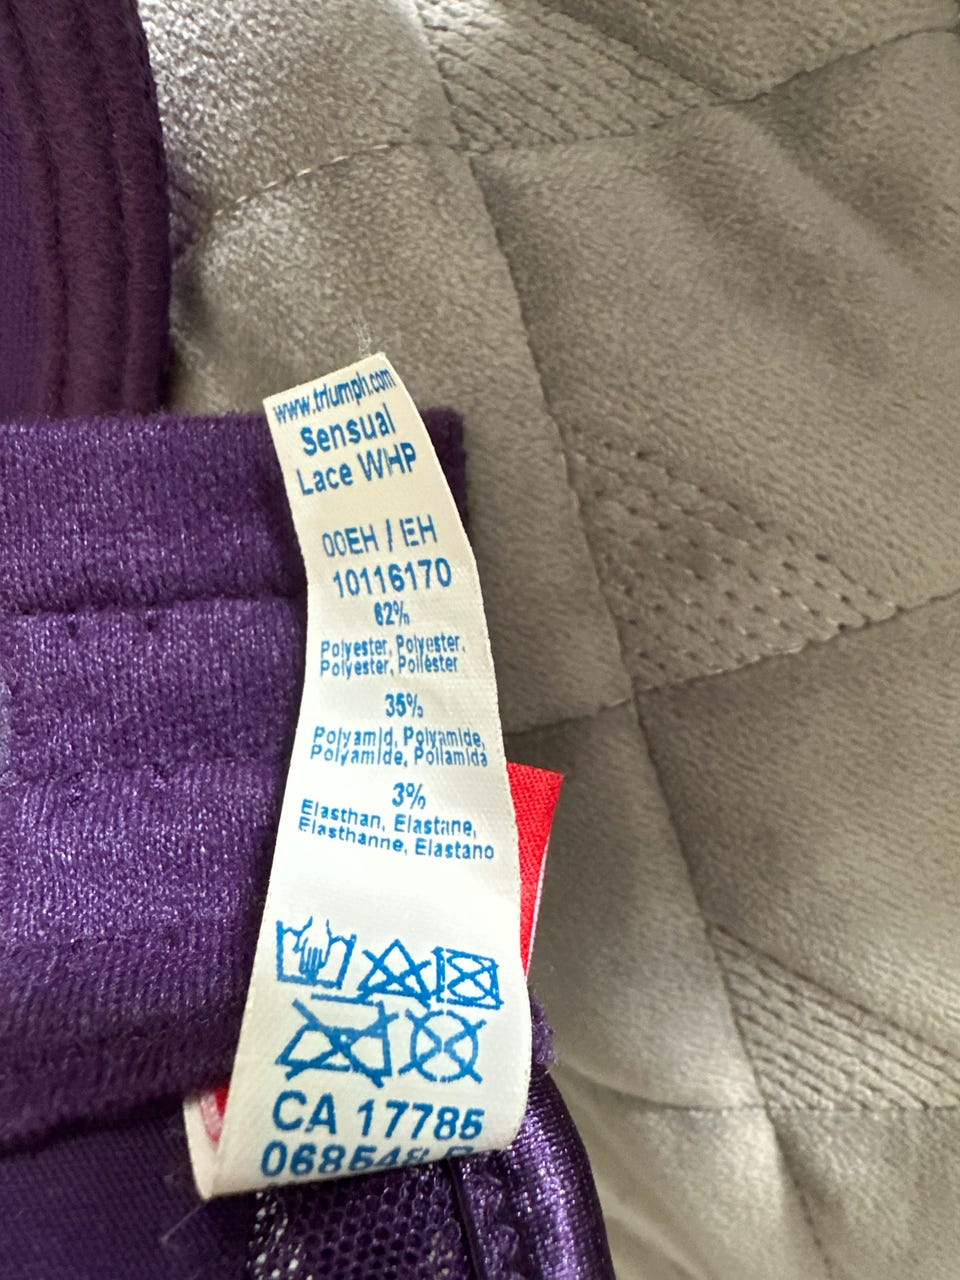 www.triumph.com
Sensual
Lace WHP
00EH / EH
10116170
62%
Polyester, Polyester,
Polyester, Poliéster
35%
Polyamid, Polyamide,
Polyamide, Poliamida
3%
Elasthan, Elastane,
Elasthanne, Elastano
CA 17785
068548